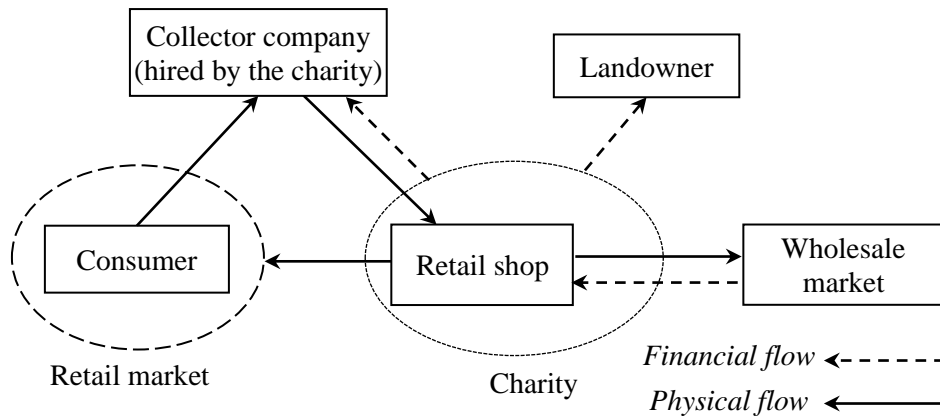 Collector company
(hired by the charity)
Landowner
Consumer
Retail shop
Wholesale
market
Retail market
Charity
Financial flow
Physical flow